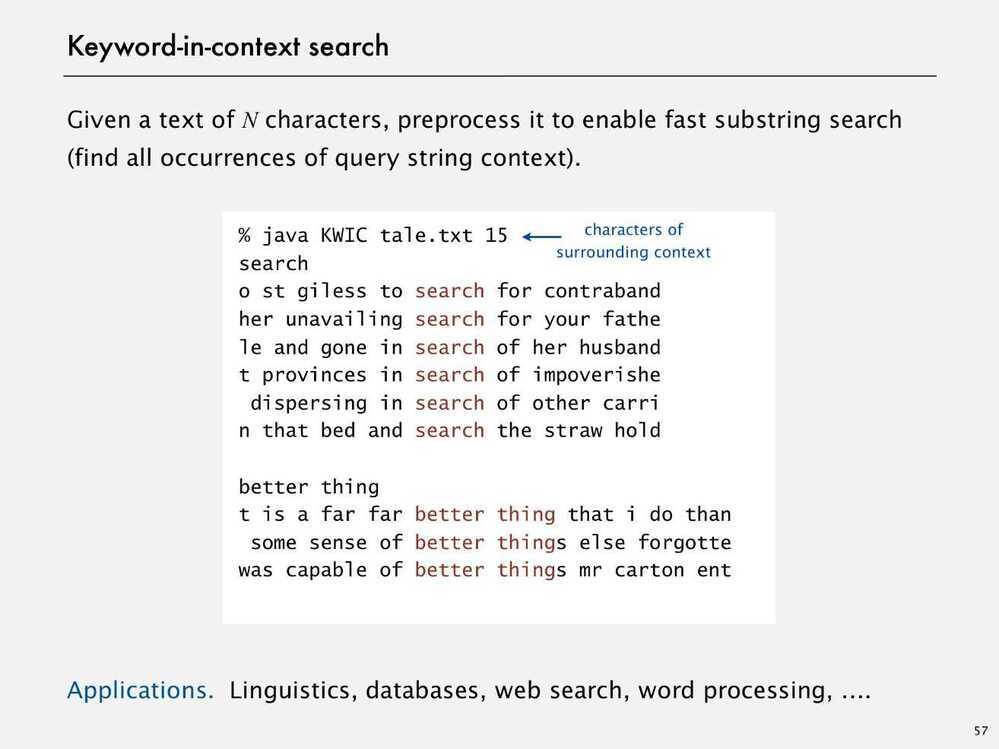 Keyword-in-context search
Given a text of N characters, preprocess it to enable fast substring search
(find all occurrences of query string context).
% java KWIC tale.txt 15
characters of
surrounding context
search
o st giless to search for contraband
her unavailing search for your fathe
le and gone in search of her husband
t provinces in search of impoverishe
 dispersing in search of other carri
n that bed and search the straw hold
better thing
t is a far far better thing that i do than
 some sense of better things else forgotte
was capable of better things mr carton ent
Applications. Linguistics, databases, web search, word processing, ….
57